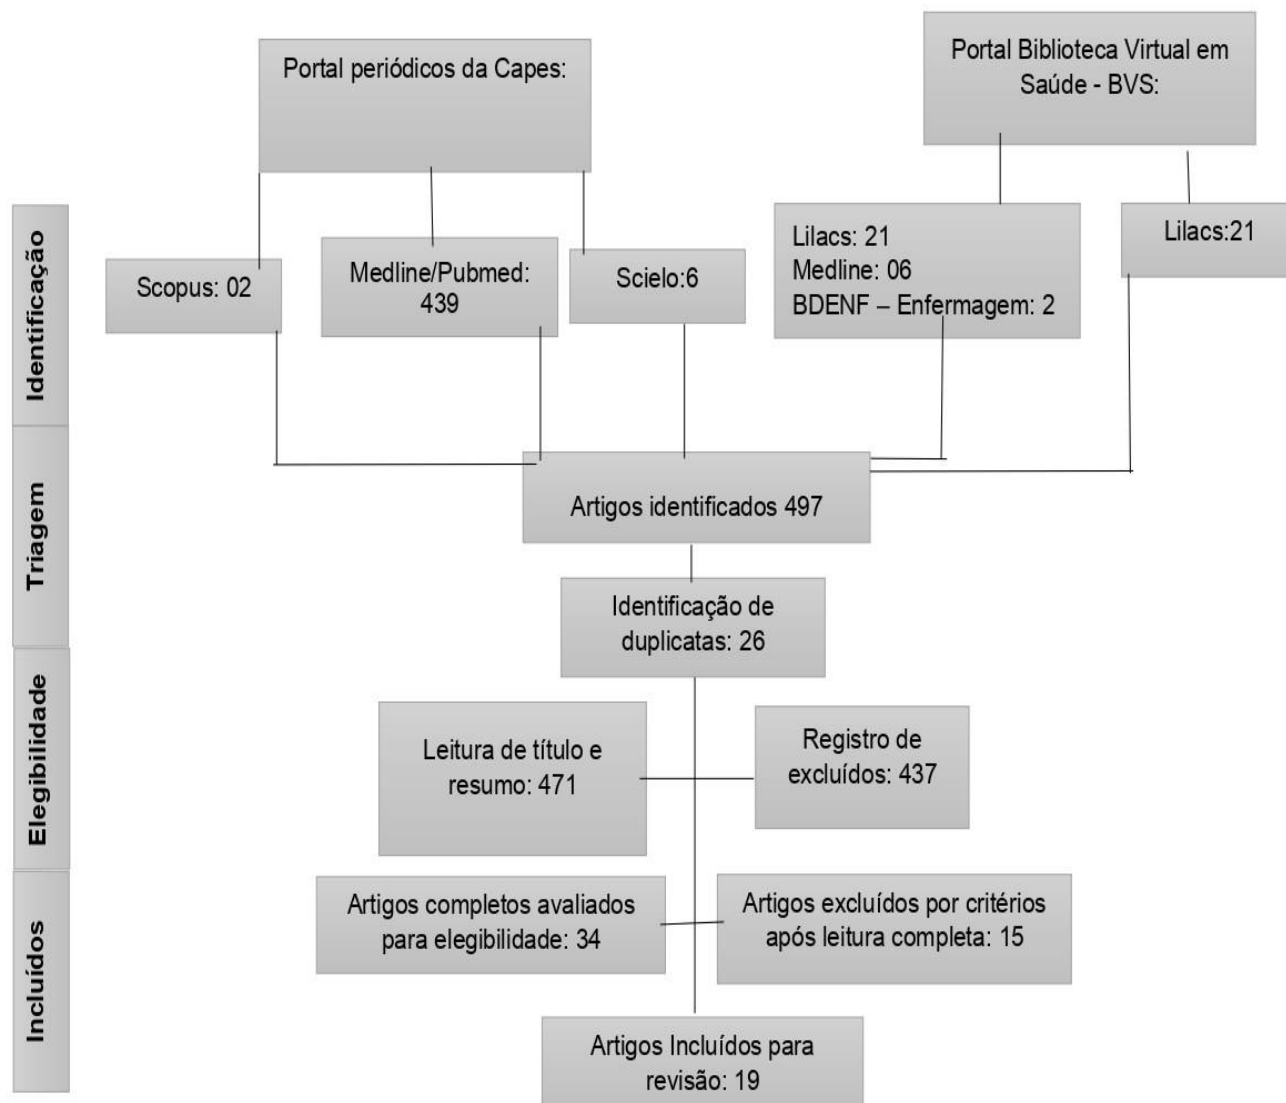 Portal periódicos da Capes:
Portal Biblioteca Virtual em
Saúde - BVS:
Identificação
Scopus: 02
Medline/Pubmed:
439
Scielo:6
Lilacs: 21
Medline: 06
BDENF – Enfermagem: 2
Lilacs:21
Triagem
Artigos identificados 497
Identificação de
duplicatas: 26
Elegibilidade
Leitura de título e
resumo: 471
Registro de
excluídos: 437
Incluídos
Artigos completos avaliados
para elegibilidade: 34
Artigos excluídos por critérios
após leitura completa: 15
Artigos Incluídos para
revisão: 19